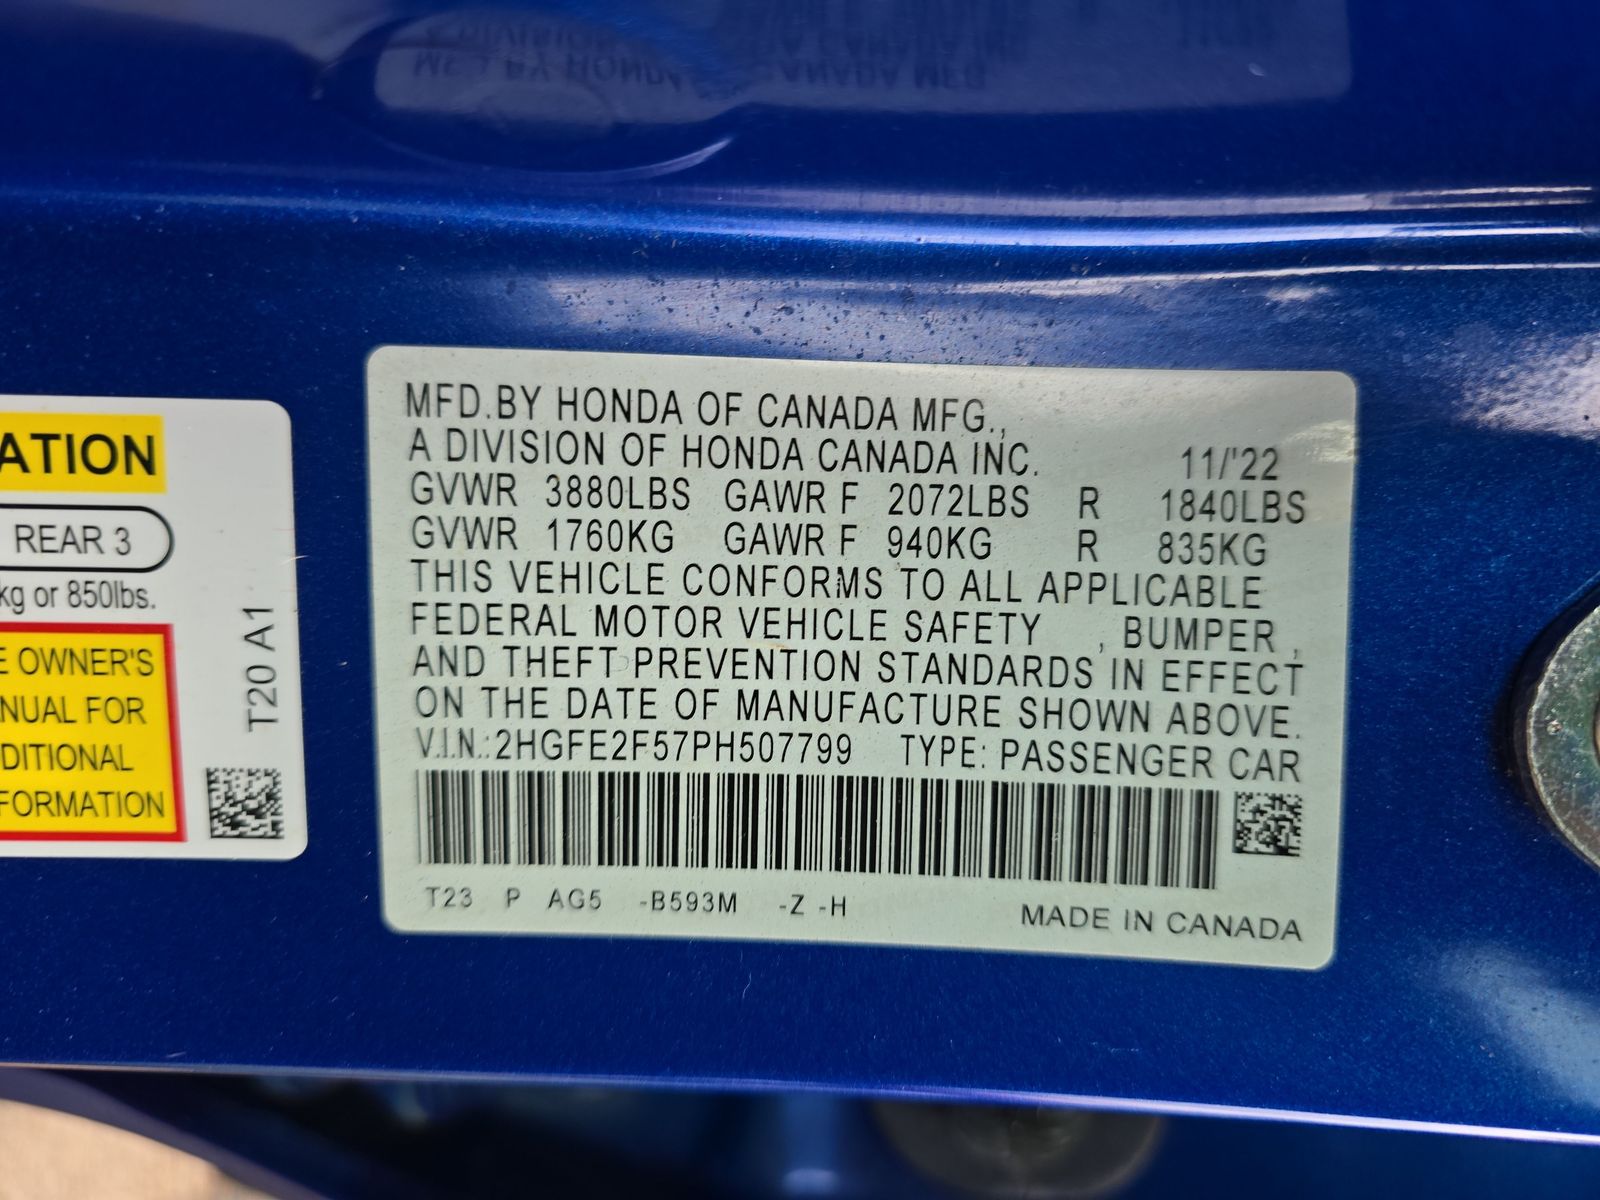 MFD.BY HONDA OF CANADA MFG.,
A DIVISION OF HONDA CANADA INC. 11/'22
GVWR 3880LBS GAWR F 2072LBS R 1840LBS
GVWR 1760KG GAWR F 940KG R 835KG
THIS VEHICLE CONFORMS TO ALL APPLICABLE
FEDERAL MOTOR VEHICLE SAFETY , BUMPER ,
AND THEFT PREVENTION STANDARDS IN EFFECT
ON THE DATE OF MANUFACTURE SHOWN ABOVE.
V.I.N.:2HGFE2F57PH507799 TYPE: PASSENGER CAR
T23 P AG5 -B593M -Z -H
MADE IN CANADA
ATION
REAR 3
kg or 850lbs.
E OWNER'S
NUAL FOR
DITIONAL
FORMATION
T20 A1